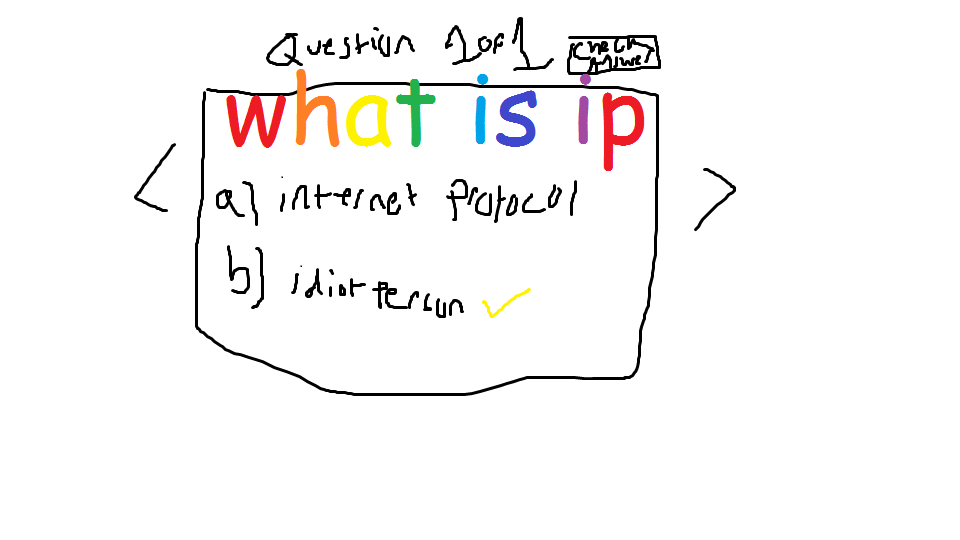 Question 1 of 1
Check
Answer
what is ip
a) internet protocol
b) idiot person